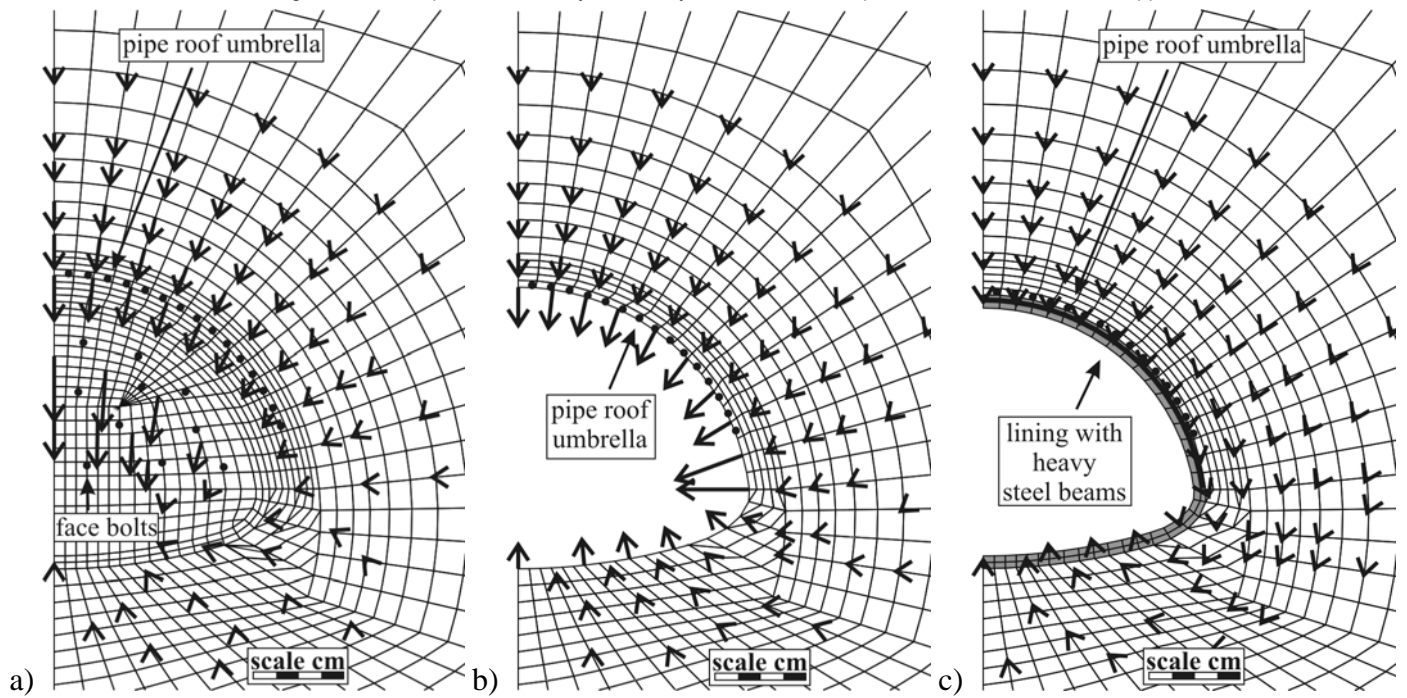 pipe roof umbrella
face bolts
scale cm
a)
pipe roof
umbrella
scale cm
b)
pipe roof umbrella
lining with
heavy
steel beams
scale cm
c)